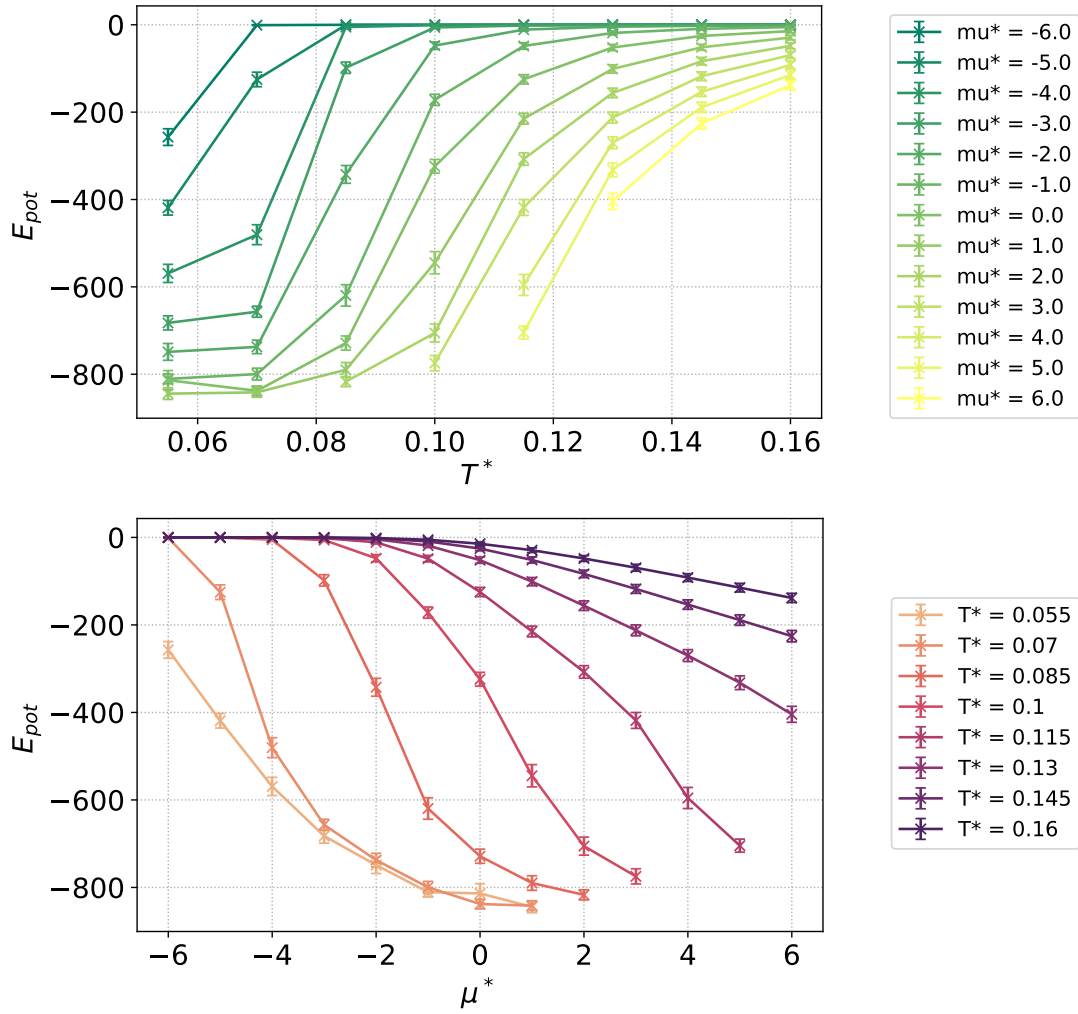 0
−200
−400
−600
−800
E_pot
0.06
0.08
0.10
0.12
0.14
0.16
T*
mu* = -6.0
mu* = -5.0
mu* = -4.0
mu* = -3.0
mu* = -2.0
mu* = -1.0
mu* = 0.0
mu* = 1.0
mu* = 2.0
mu* = 3.0
mu* = 4.0
mu* = 5.0
mu* = 6.0
0
−200
−400
−600
−800
E_pot
−6
−4
−2
0
2
4
6
μ*
T* = 0.055
T* = 0.07
T* = 0.085
T* = 0.1
T* = 0.115
T* = 0.13
T* = 0.145
T* = 0.16